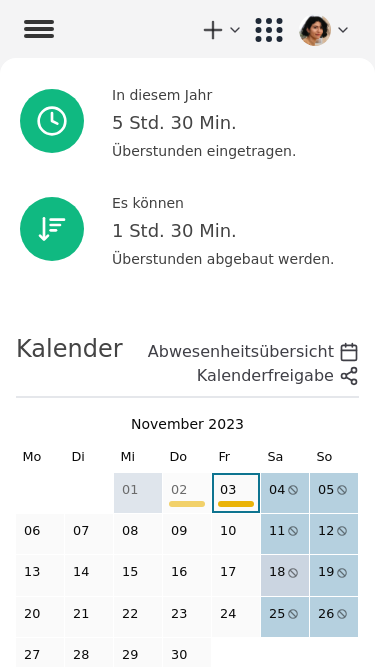 In diesem Jahr
5 Std. 30 Min.
Überstunden eingetragen.
Es können
1 Std. 30 Min.
Überstunden abgebaut werden.
Kalender
Abwesenheitsübersicht
Kalenderfreigabe
November 2023
Mo Di Mi Do Fr Sa So
01 02 03 04 05
06 07 08 09 10 11 12
13 14 15 16 17 18 19
20 21 22 23 24 25 26
27 28 29 30